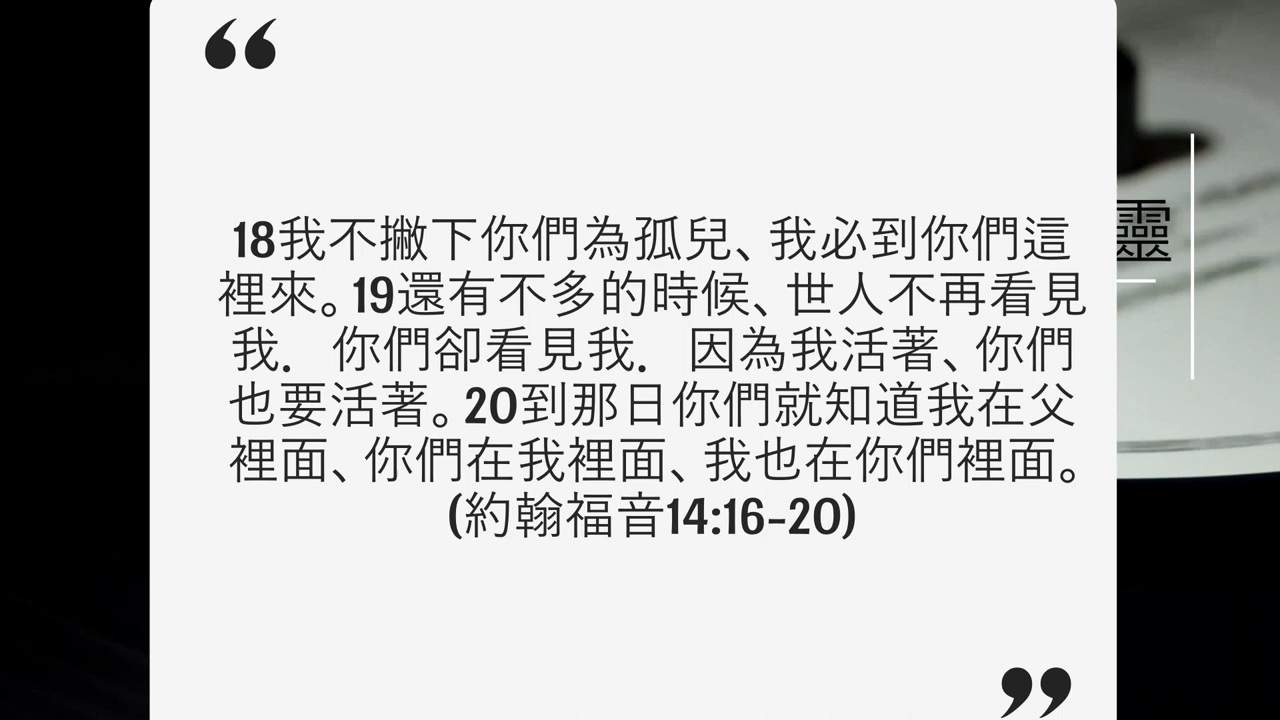 “
18我不撇下你們為孤兒、我必到你們這
裡來。19還有不多的時候、世人不再看見
我． 你們卻看見我． 因為我活著、你們
也要活著。20到那日你們就知道我在父
裡面、你們在我裡面、我也在你們裡面。
(約翰福音14:16-20)
”
靈